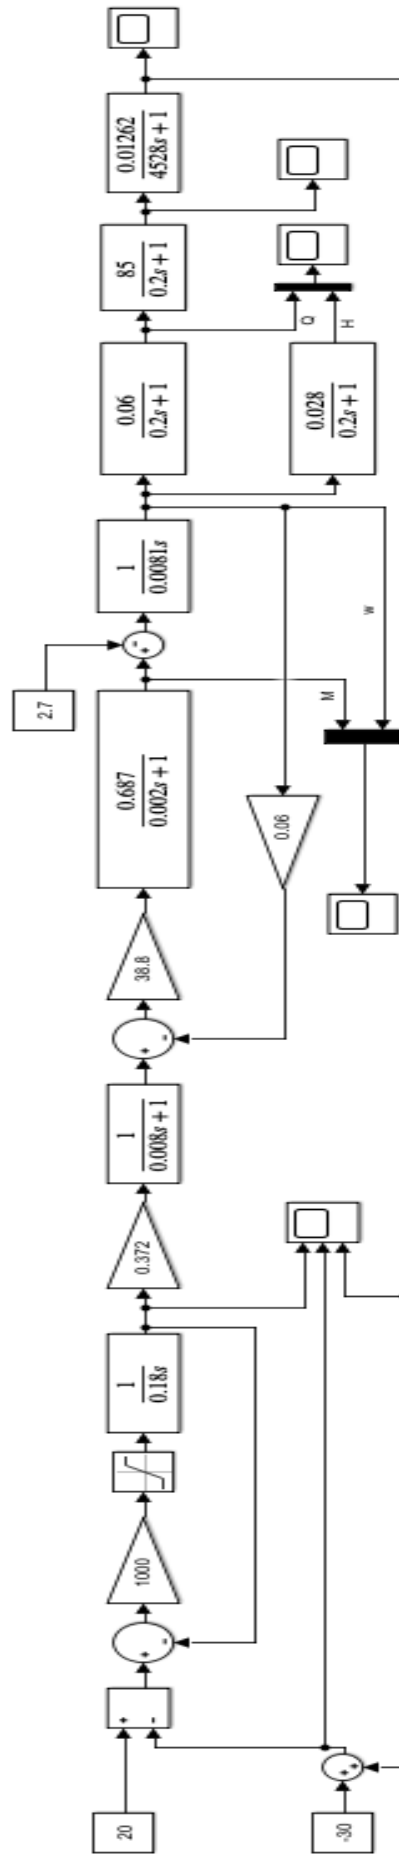 20
+
-
+
-
1000
1
0.18s
0.372
1
0.008s + 1
+
-
38.8
0.687
0.002s + 1
2.7
+
-
1
0.0081s
0.06
0.2s + 1
85
0.2s + 1
0.01262
4528s + 1
-30
+
+
0.06
M
w
0.028
0.2s + 1
Q
H